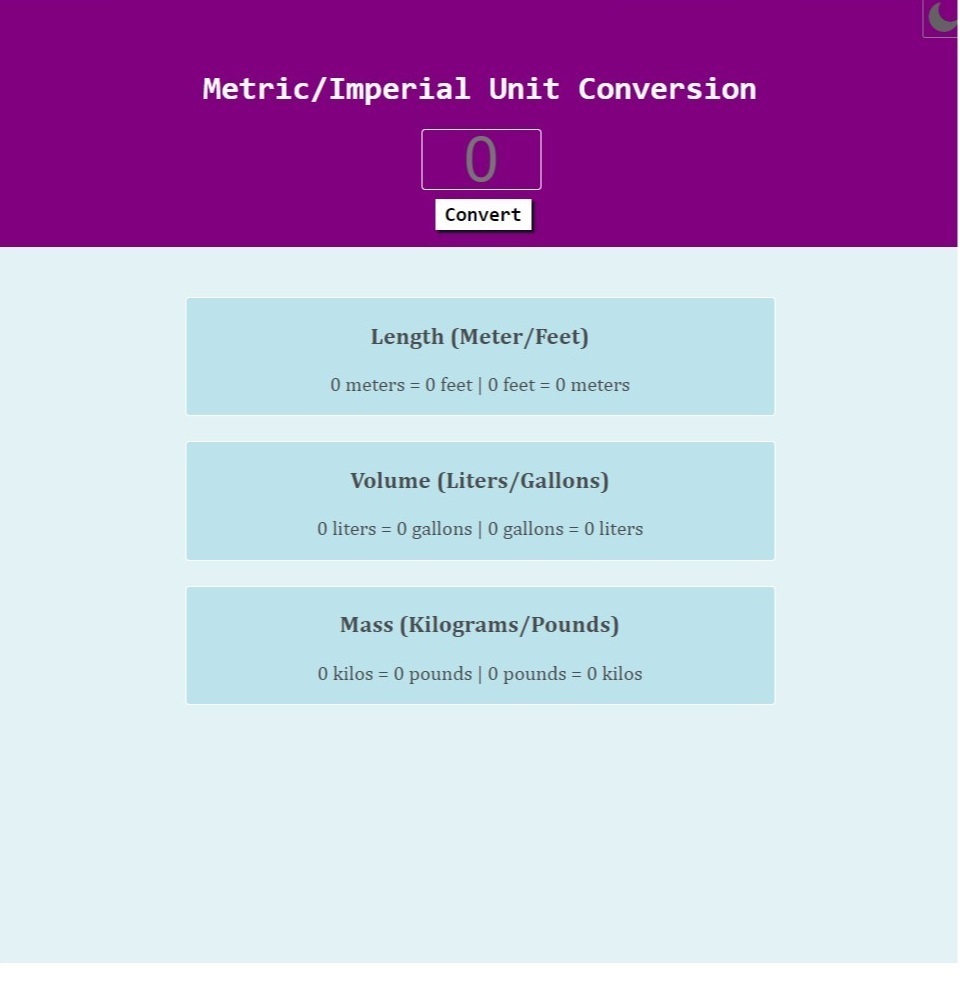 Metric/Imperial Unit Conversion
0
Convert
Length (Meter/Feet)
0 meters = 0 feet | 0 feet = 0 meters
Volume (Liters/Gallons)
0 liters = 0 gallons | 0 gallons = 0 liters
Mass (Kilograms/Pounds)
0 kilos = 0 pounds | 0 pounds = 0 kilos